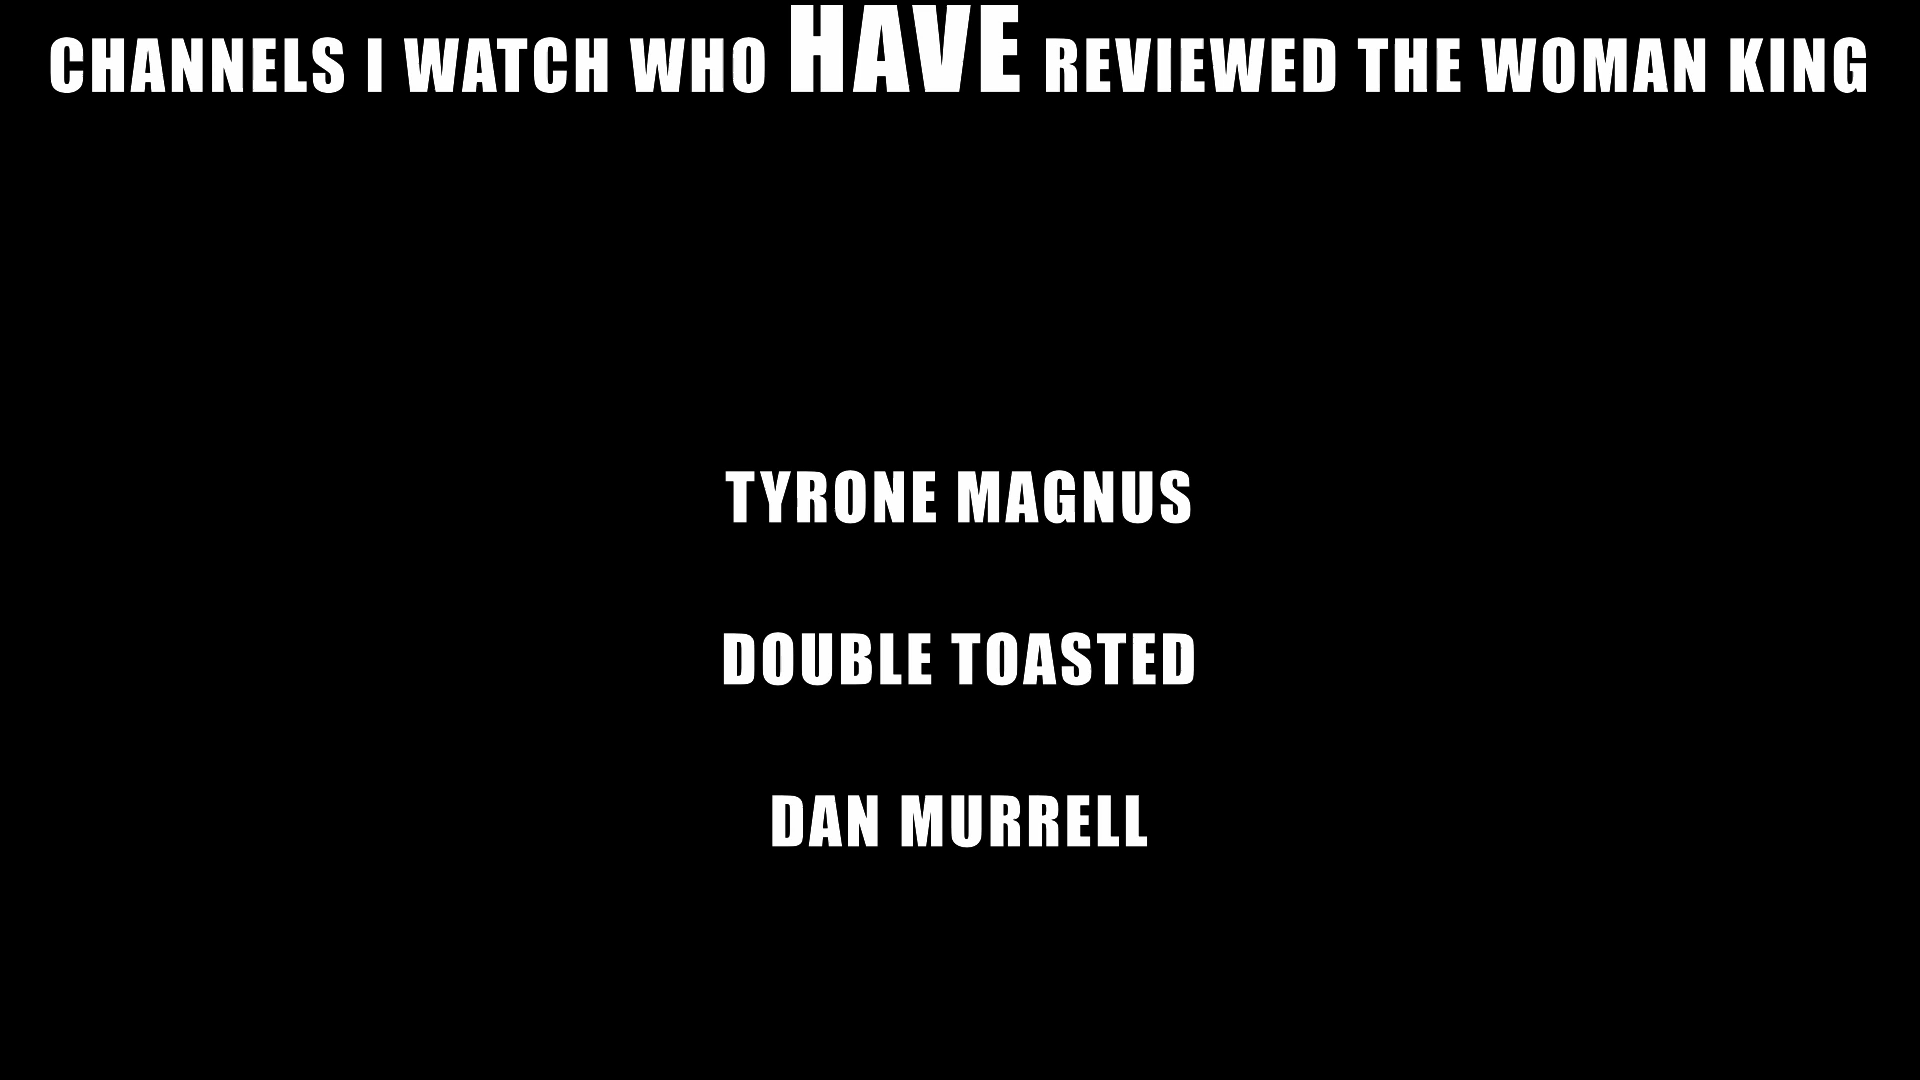 CHANNELS I WATCH WHO HAVE REVIEWED THE WOMAN KING
TYRONE MAGNUS
DOUBLE TOASTED
DAN MURRELL